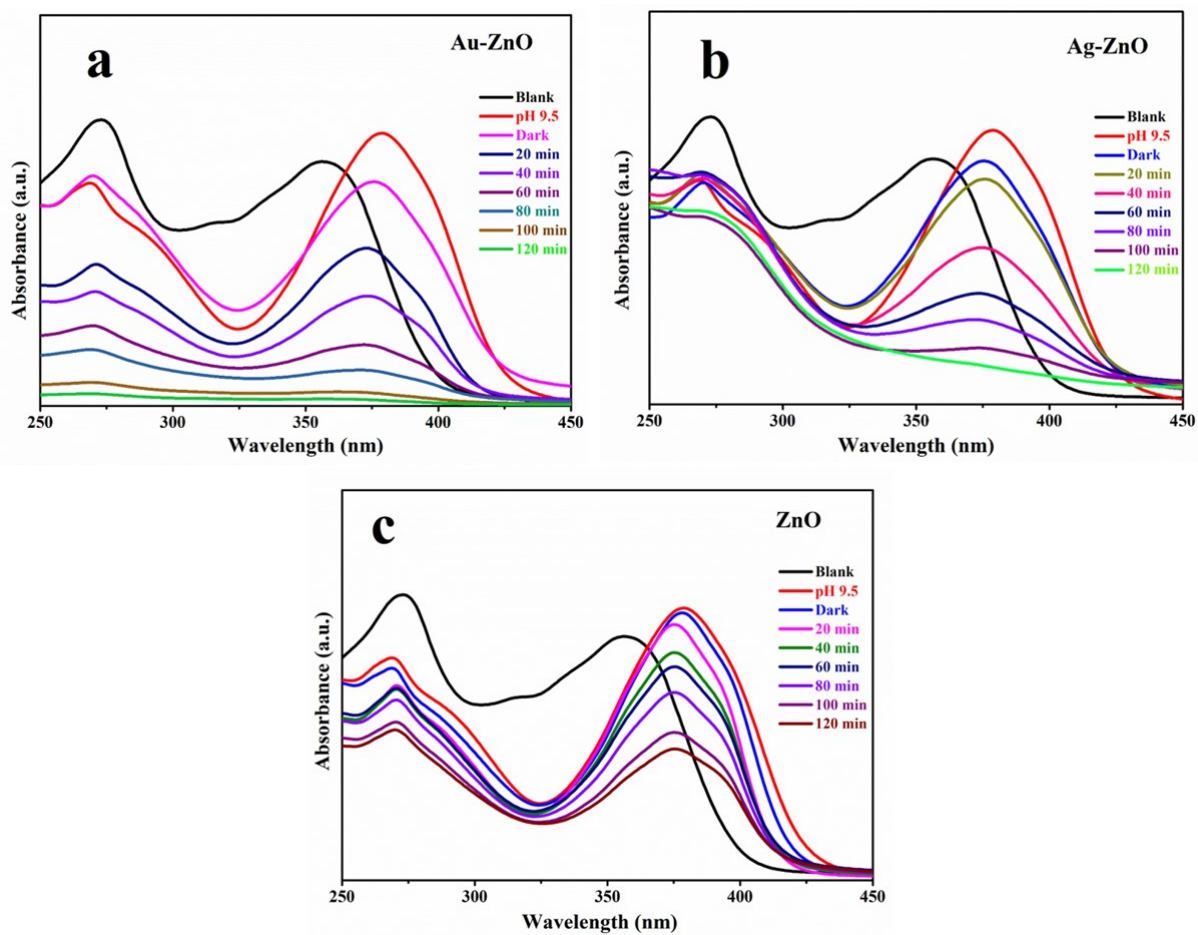 a
Au-ZnO
Blank
pH 9.5
Dark
20 min
40 min
60 min
80 min
100 min
120 min
Absorbance (a.u.)
250 300 350 400 450
Wavelength (nm)
b
Ag-ZnO
Blank
pH 9.5
Dark
20 min
40 min
60 min
80 min
100 min
120 min
Absorbance (a.u.)
250 300 350 400 450
Wavelength (nm)
c
ZnO
Blank
pH 9.5
Dark
20 min
40 min
60 min
80 min
100 min
120 min
Absorbance (a.u.)
250 300 350 400 450
Wavelength (nm)